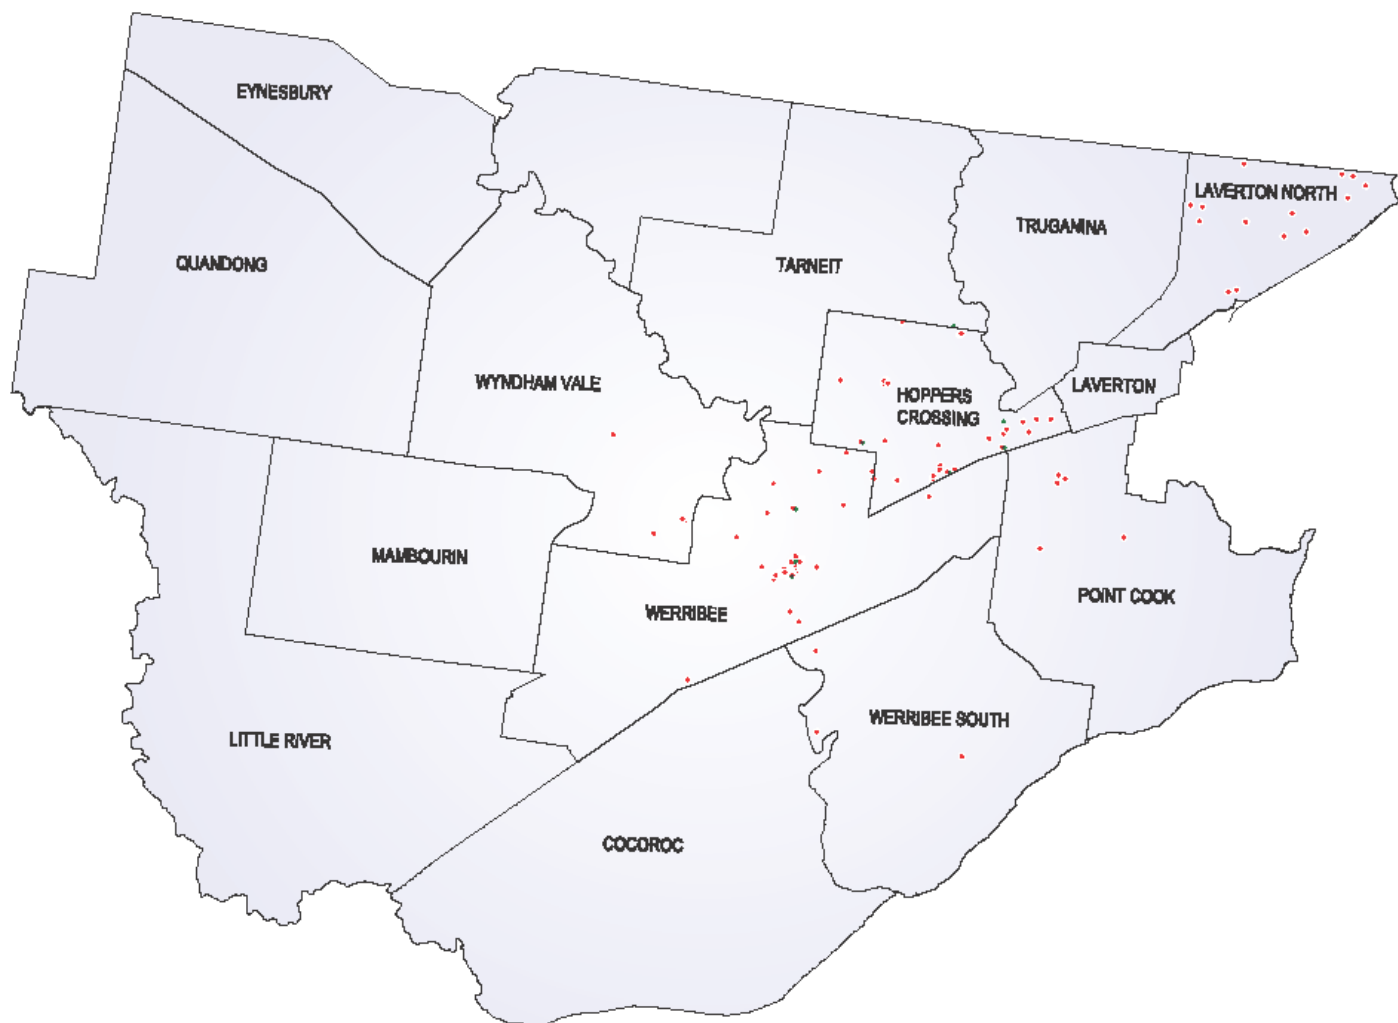 EYNESBURY
LAVERTON NORTH
TRUGANINA
QUANDONG
TARNEIT
WYNDHAM VALE
LAVERTON
HOPPERS
CROSSING
MAMBOURIN
POINT COOK
WERRIBEE
WERRIBEE SOUTH
LITTLE RIVER
COCOROC